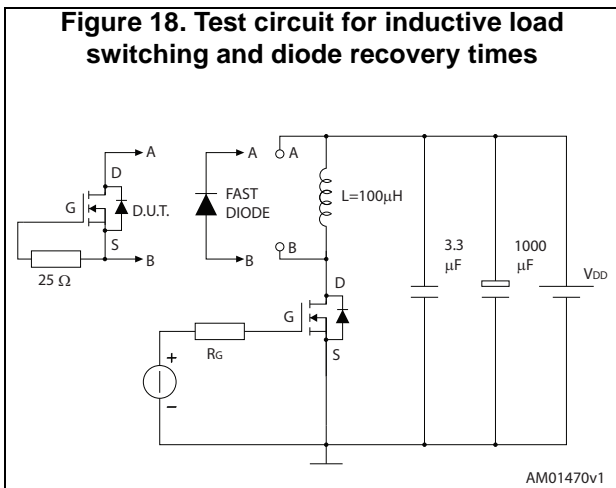 Figure 18. Test circuit for inductive load
switching and diode recovery times
A
D
G
D.U.T.
S
B
25 Ω
A
FAST
DIODE
B
A
L=100µH
B
D
G
S
RG
+
–
3.3
µF
1000
µF
VDD
AM01470v1